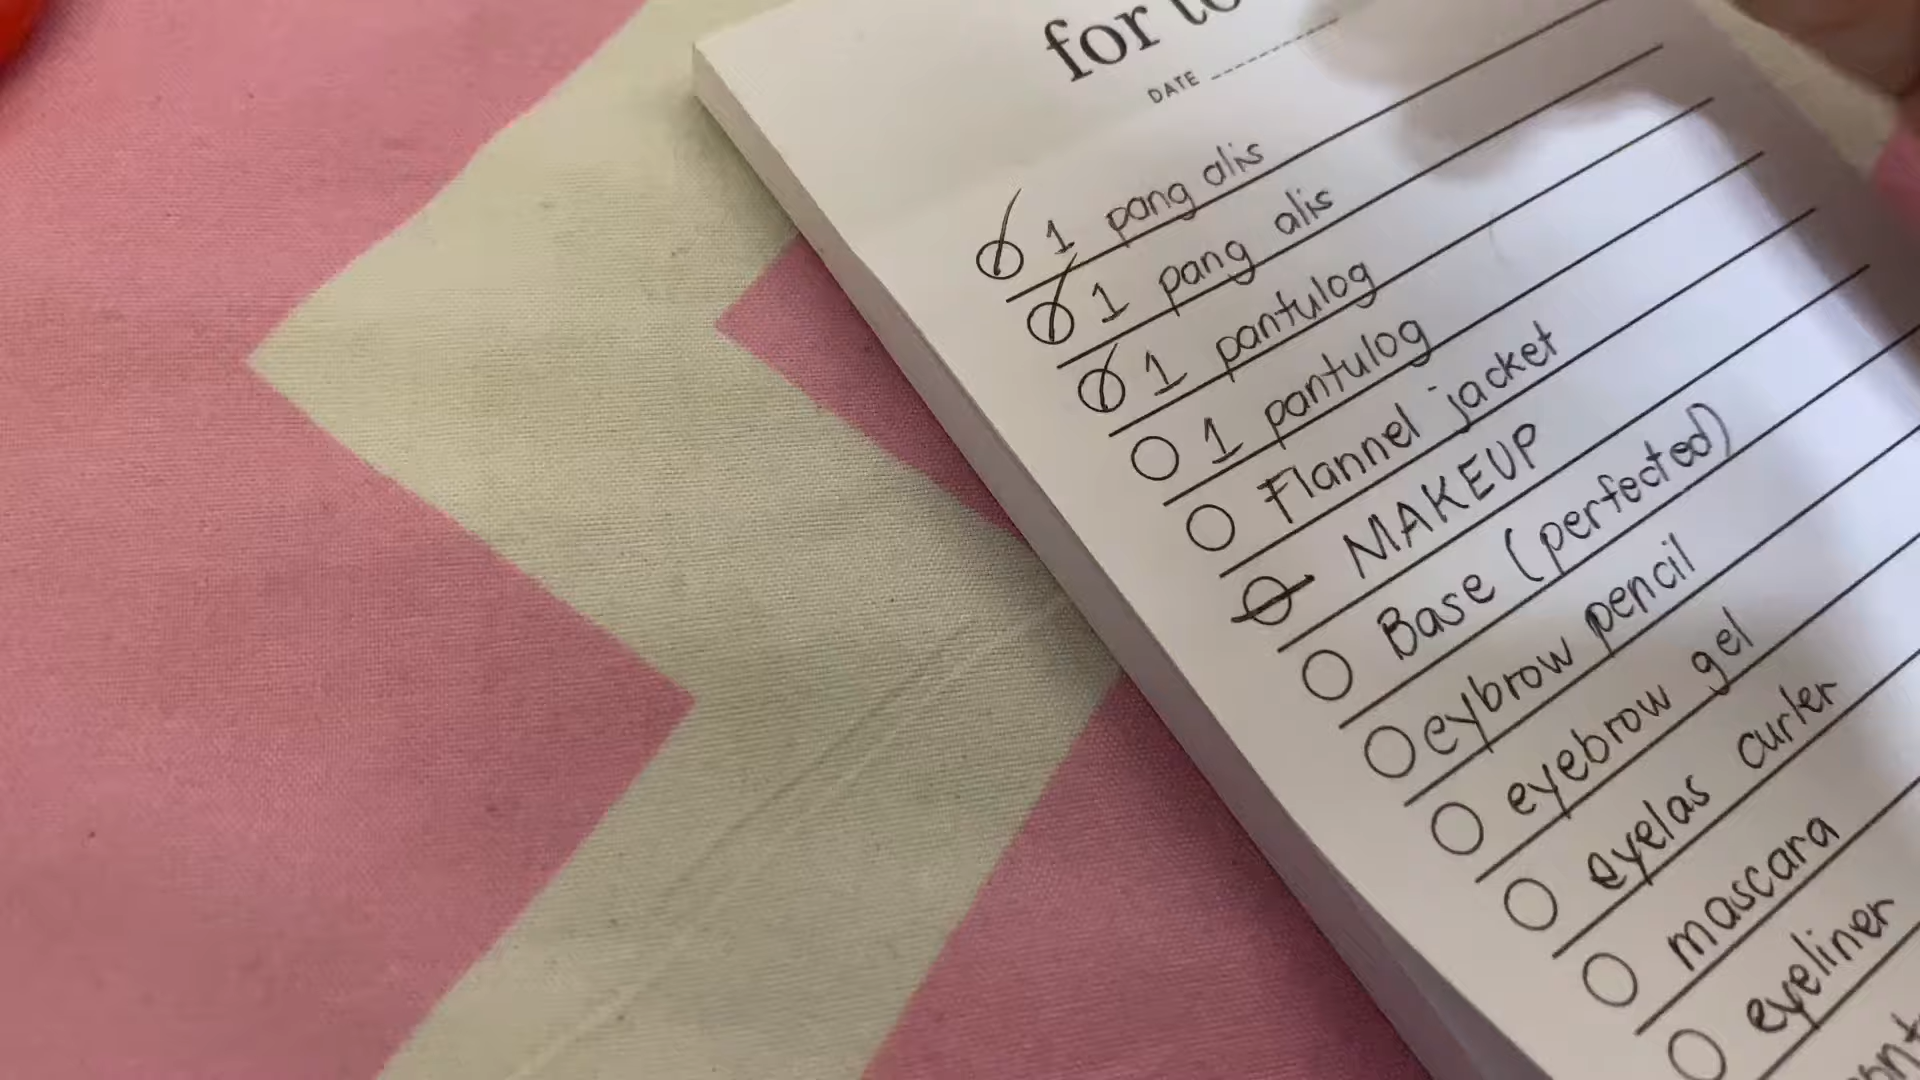 for to
DATE
1 pang alis
1 pang alis
1 pantulog
1 pantulog
Flannel jacket
MAKEUP
Base (perfected)
eybrow pencil
eyebrow gel
eyelas curler
mascara
eyeliner